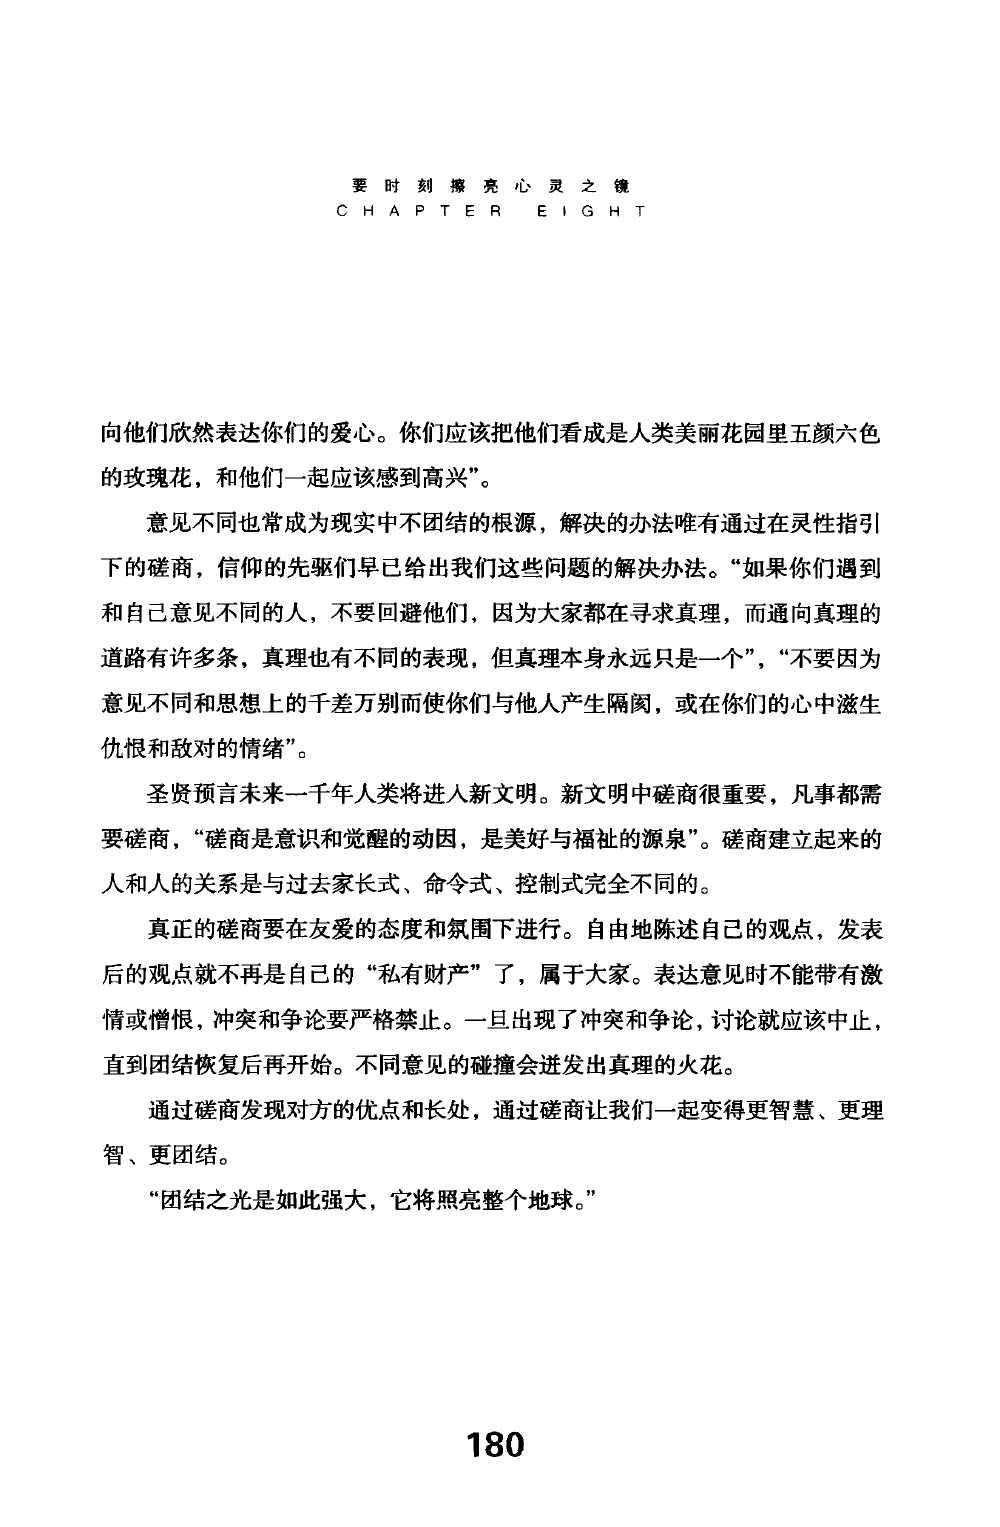 要时刻擦亮心灵之镜
CHAPTER EIGHT
向他们欣然表达你们的爱心。你们应该把他们看成是人类美丽花园里五颜六色
的玫瑰花，和他们一起应该感到高兴”。
意见不同也常成为现实中不团结的根源，解决的办法唯有通过在灵性指引
下的磋商，信仰的先驱们早已给出我们这些问题的解决办法。“如果你们遇到
和自己意见不同的人，不要回避他们，因为大家都在寻求真理，而通向真理的
道路有许多条，真理也有不同的表现，但真理本身永远只是一个”，“不要因为
意见不同和思想上的千差万别而使你们与他人产生隔阂，或在你们的心中滋生
仇恨和敌对的情绪”。
圣贤预言未来一千年人类将进入新文明。新文明中磋商很重要，凡事都需
要磋商，“磋商是意识和觉醒的动因，是美好与福祉的源泉”。磋商建立起来的
人和人的关系是与过去家长式、命令式、控制式完全不同的。
真正的磋商要在友爱的态度和氛围下进行。自由地陈述自己的观点，发表
后的观点就不再是自己的“私有财产”了，属于大家。表达意见时不能带有激
情或憎恨，冲突和争论要严格禁止。一旦出现了冲突和争论，讨论就应该中止，
直到团结恢复后再开始。不同意见的碰撞会迸发出真理的火花。
通过磋商发现对方的优点和长处，通过磋商让我们一起变得更智慧、更理
智、更团结。
“团结之光是如此强大，它将照亮整个地球。”
180